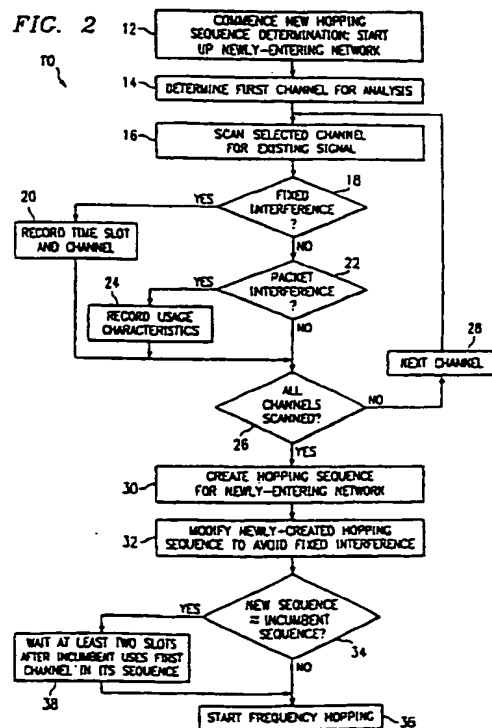 FIG. 2
TO
12
COMMENCE NEW HOPPING
SEQUENCE DETERMINATION; START
UP NEWLY-ENTERING NETWORK
14
DETERMINE FIRST CHANNEL FOR ANALYSIS
16
SCAN SELECTED CHANNEL
FOR EXISTING SIGNAL
18
FIXED
INTERFERENCE
?
YES
NO
20
RECORD TIME SLOT
AND CHANNEL
22
PACKET
INTERFERENCE
?
YES
NO
24
RECORD USAGE
CHARACTERISTICS
28
NEXT CHANNEL
ALL
CHANNELS
SCANNED?
26
NO
YES
30
CREATE HOPPING SEQUENCE
FOR NEWLY-ENTERING NETWORK
32
MODIFY NEWLY-CREATED HOPPING
SEQUENCE TO AVOID FIXED INTERFERENCE
YES
NEW SEQUENCE
= INCUMBENT
SEQUENCE?
34
NO
WAIT AT LEAST TWO SLOTS
AFTER INCUMBENT USES FIRST
CHANNEL IN ITS SEQUENCE
38
START FREQUENCY HOPPING
36